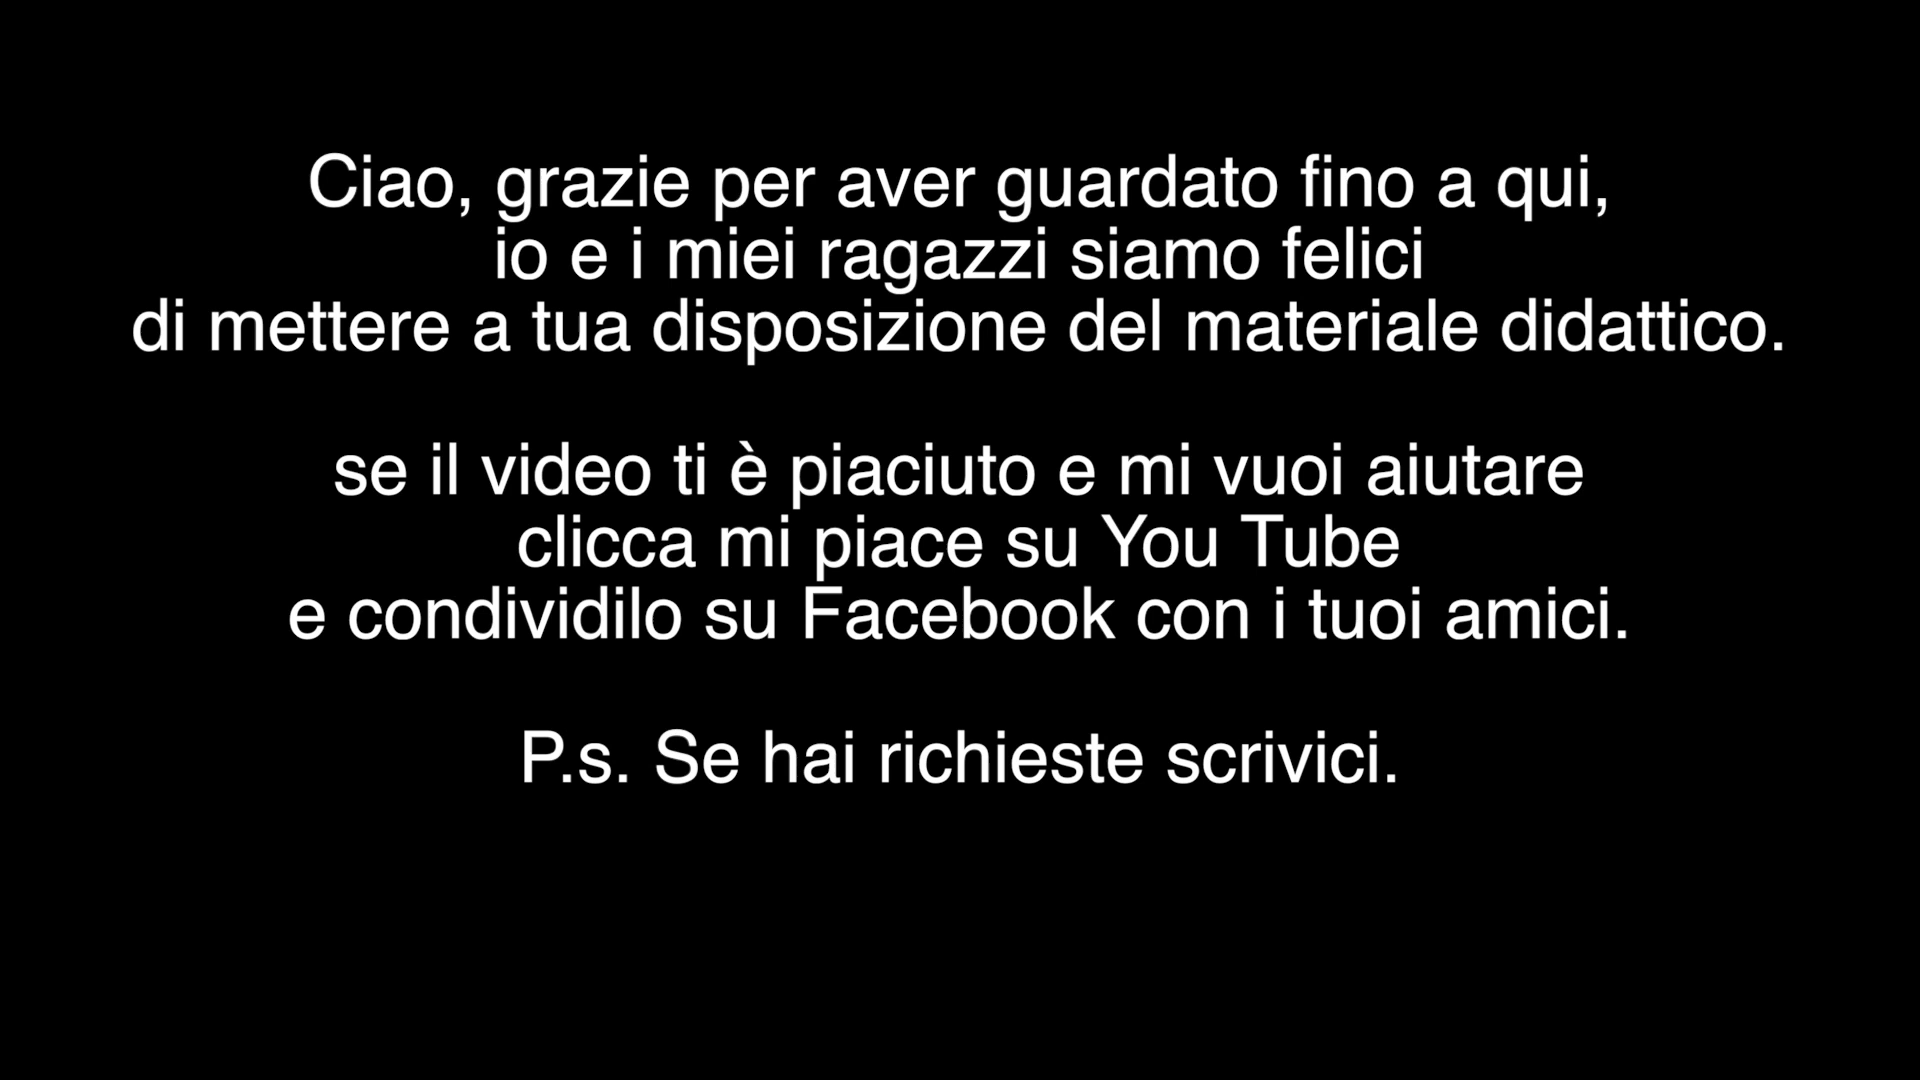 Ciao, grazie per aver guardato fino a qui,
io e i miei ragazzi siamo felici
di mettere a tua disposizione del materiale didattico.
se il video ti è piaciuto e mi vuoi aiutare
clicca mi piace su You Tube
e condividilo su Facebook con i tuoi amici.
P.s. Se hai richieste scrivici.